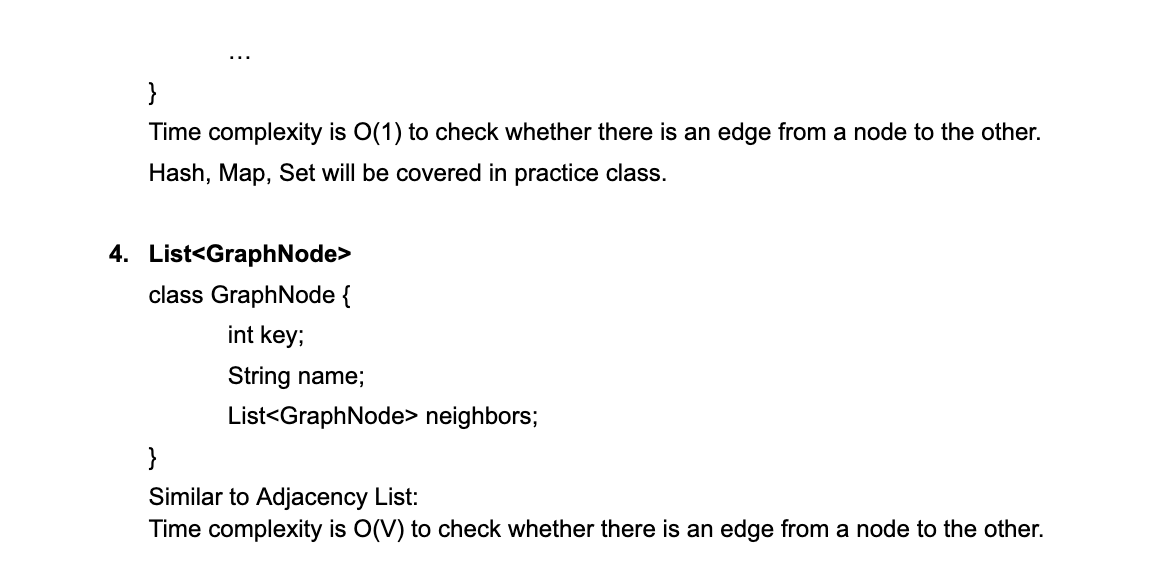 ...
}
Time complexity is O(1) to check whether there is an edge from a node to the other.
Hash, Map, Set will be covered in practice class.
4. List<GraphNode>
class GraphNode {
int key;
String name;
List<GraphNode> neighbors;
}
Similar to Adjacency List:
Time complexity is O(V) to check whether there is an edge from a node to the other.